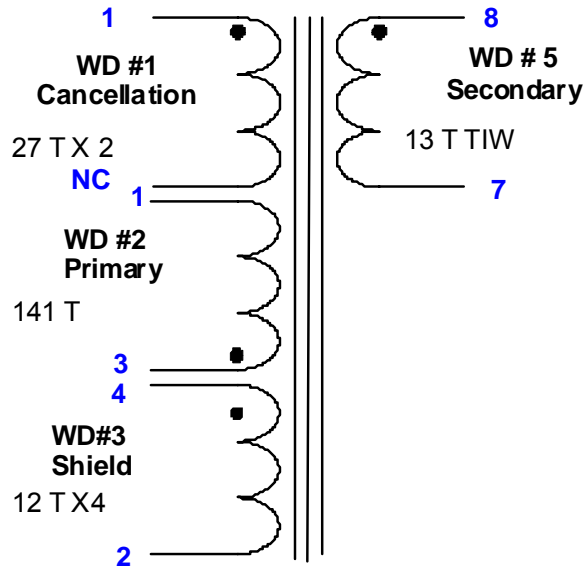 1
WD #1
Cancellation
27 T X 2
NC
1
WD #2
Primary
141 T
3
4
WD#3
Shield
12 T X4
2
8
WD # 5
Secondary
13 T TIW
7